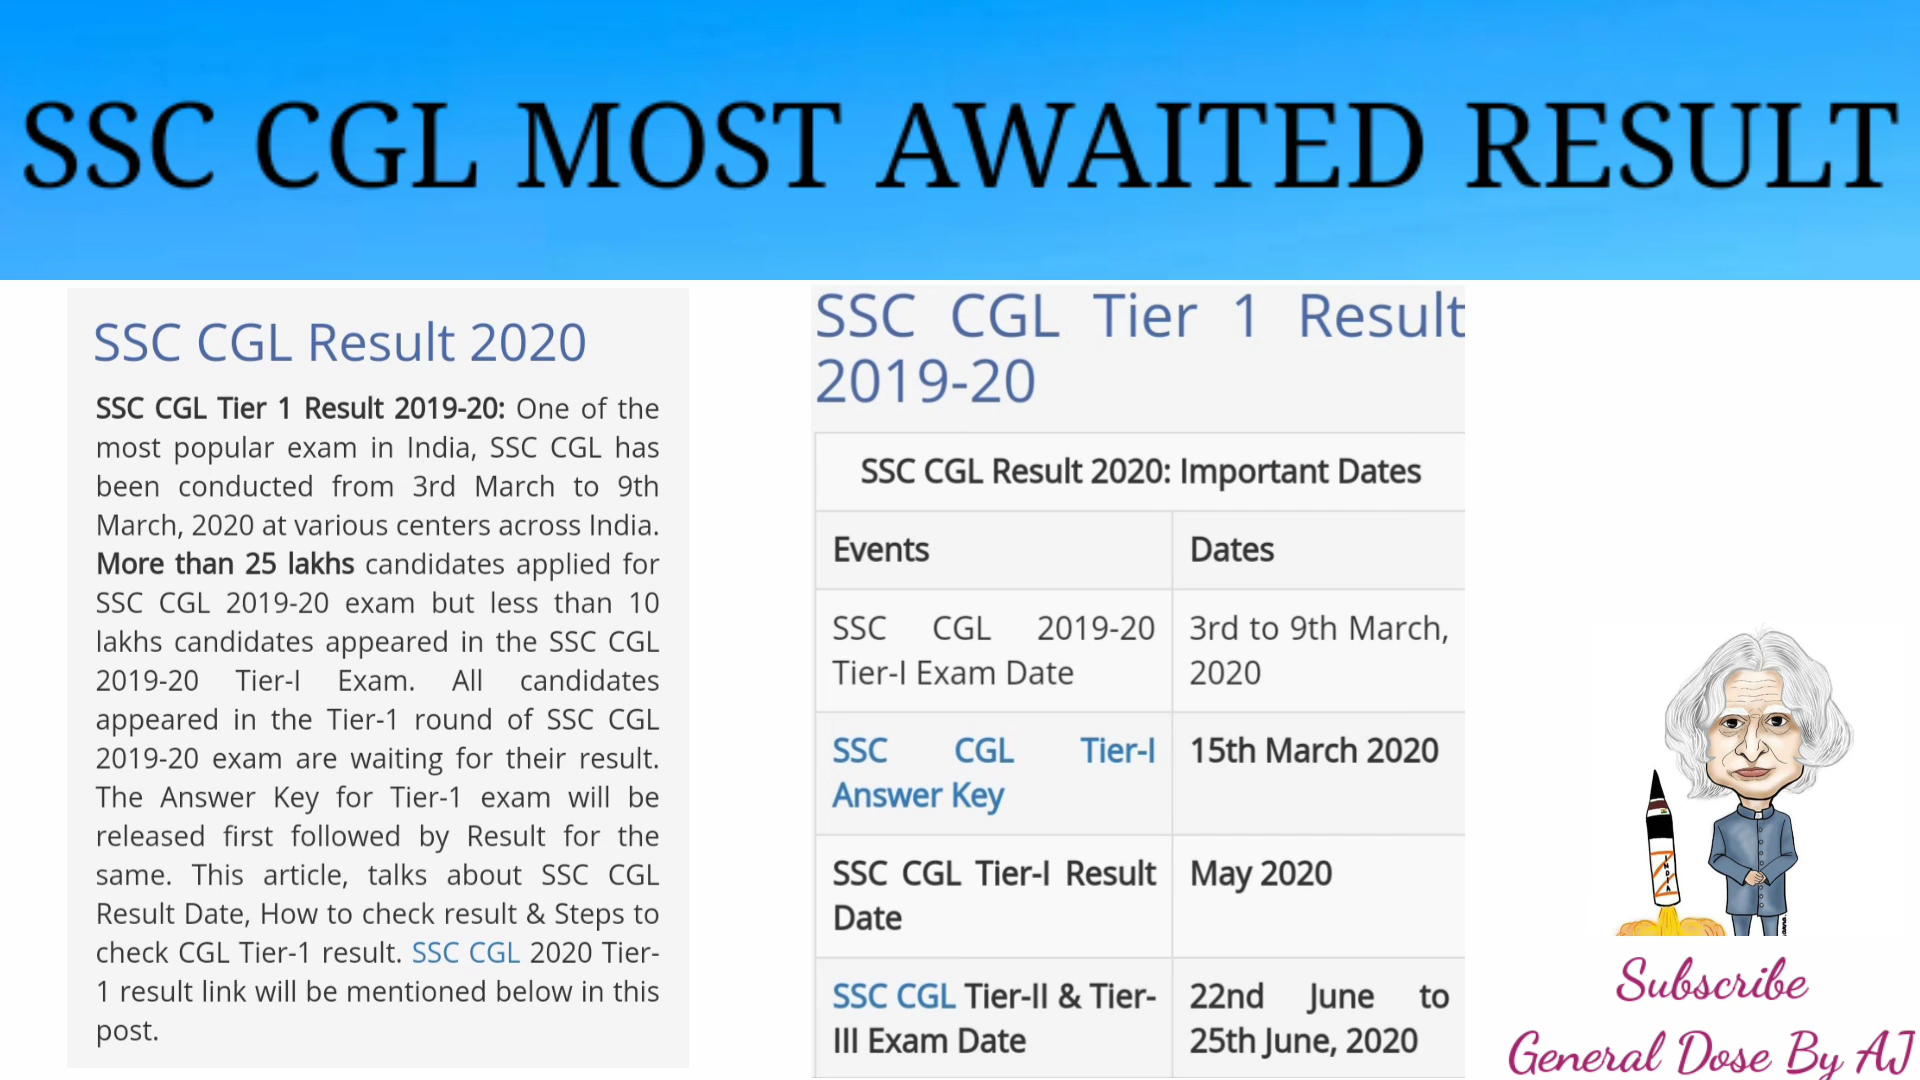 SSC CGL MOST AWAITED RESULT
SSC CGL Result 2020
SSC CGL Tier 1 Result 2019-20: One of the
most popular exam in India, SSC CGL has
been conducted from 3rd March to 9th
March, 2020 at various centers across India.
More than 25 lakhs candidates applied for
SSC CGL 2019-20 exam but less than 10
lakhs candidates appeared in the SSC CGL
2019-20 Tier-I Exam. All candidates
appeared in the Tier-1 round of SSC CGL
2019-20 exam are waiting for their result.
The Answer Key for Tier-1 exam will be
released first followed by Result for the
same. This article, talks about SSC CGL
Result Date, How to check result & Steps to
check CGL Tier-1 result. SSC CGL 2020 Tier-
1 result link will be mentioned below in this
post.
SSC CGL Tier 1 Result
2019-20
SSC CGL Result 2020: Important Dates
Events Dates
SSC CGL 2019-20 3rd to 9th March,
Tier-I Exam Date 2020
SSC CGL Tier-I 15th March 2020
Answer Key
SSC CGL Tier-I Result May 2020
Date
SSC CGL Tier-II & Tier- 22nd June to
III Exam Date 25th June, 2020
INDIA
Subscribe
General Dose By AJ